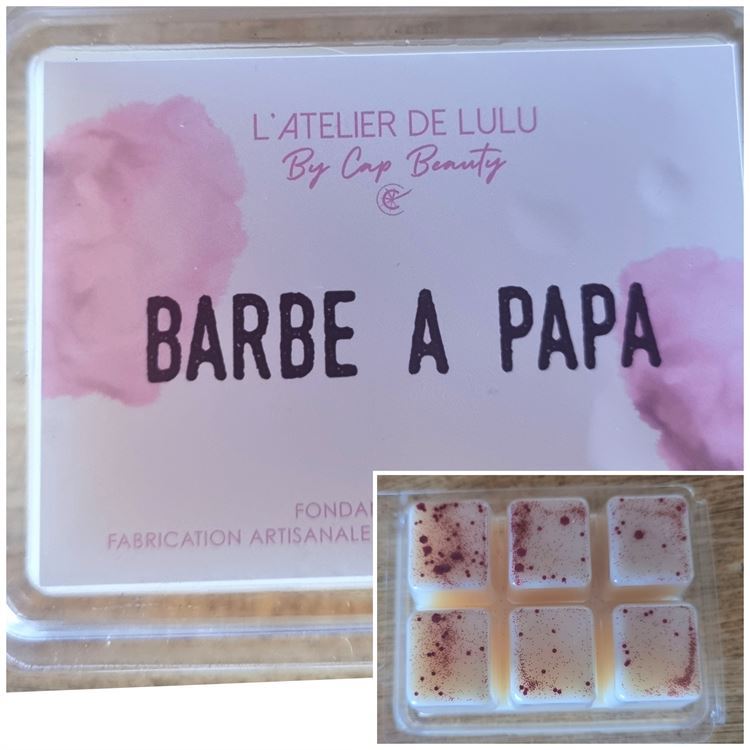 L'ATELIER DE LULU
By Cap Beauty
BARBE A PAPA
FABRICATION ARTISANALE